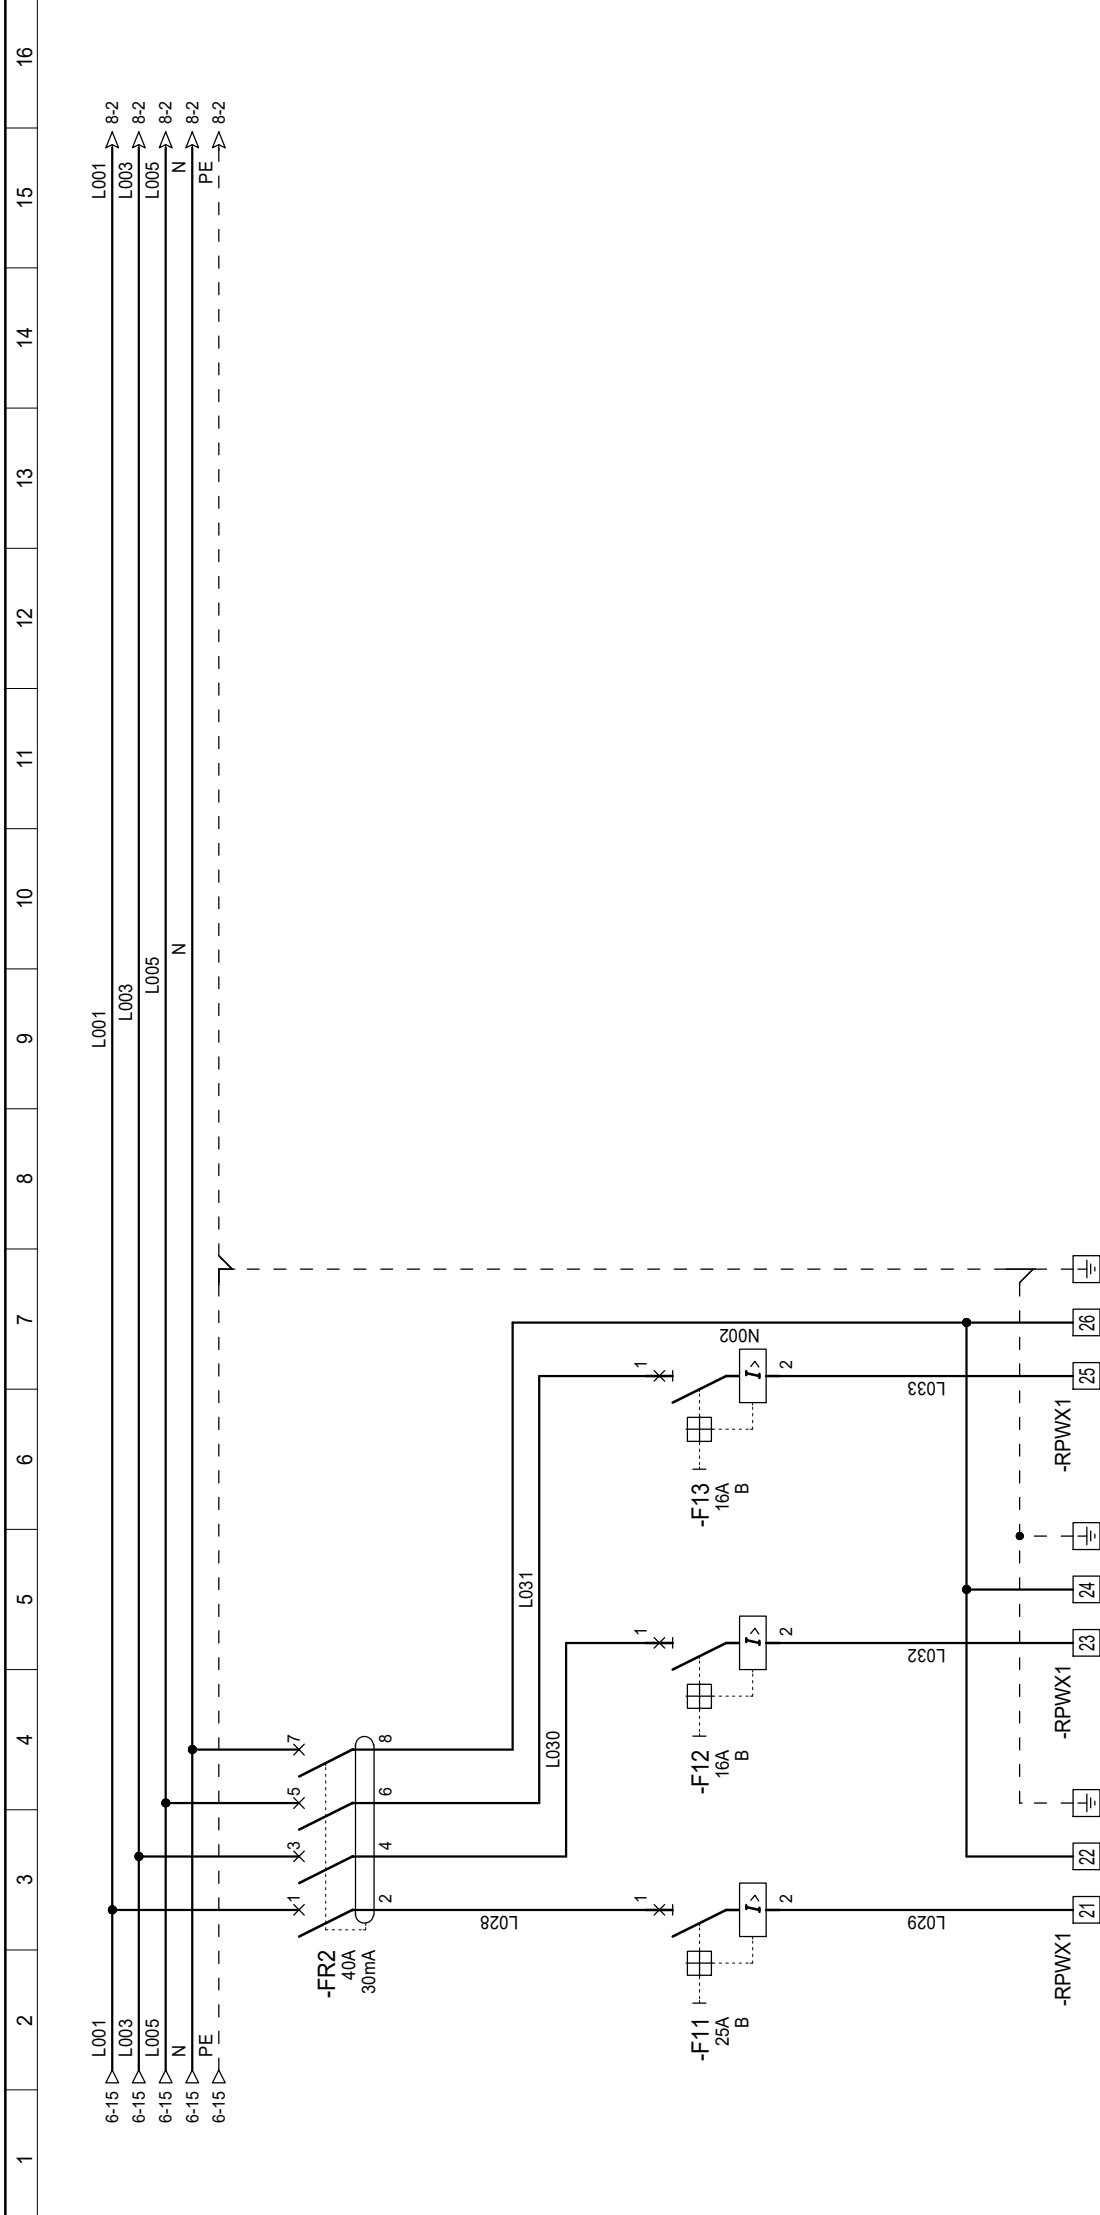 1 2 3 4 5 6 7 8 9 10 11 12 13 14 15 16
6-15 L001 L001 L001 8-2
6-15 L003 L003 L003 8-2
6-15 L005 L005 L005 8-2
6-15 N N N 8-2
6-15 PE PE 8-2
1 3 5 7
-FR2
40A
30mA
2 4 6 8
L028
L030
L031
N002
1 1 1
-F11
25A
B
I>
2
-F12
16A
B
I>
2
-F13
16A
B
I>
2
L029
L032
L033
-RPWX1
-RPWX1
-RPWX1
21 22 23 24 25 26